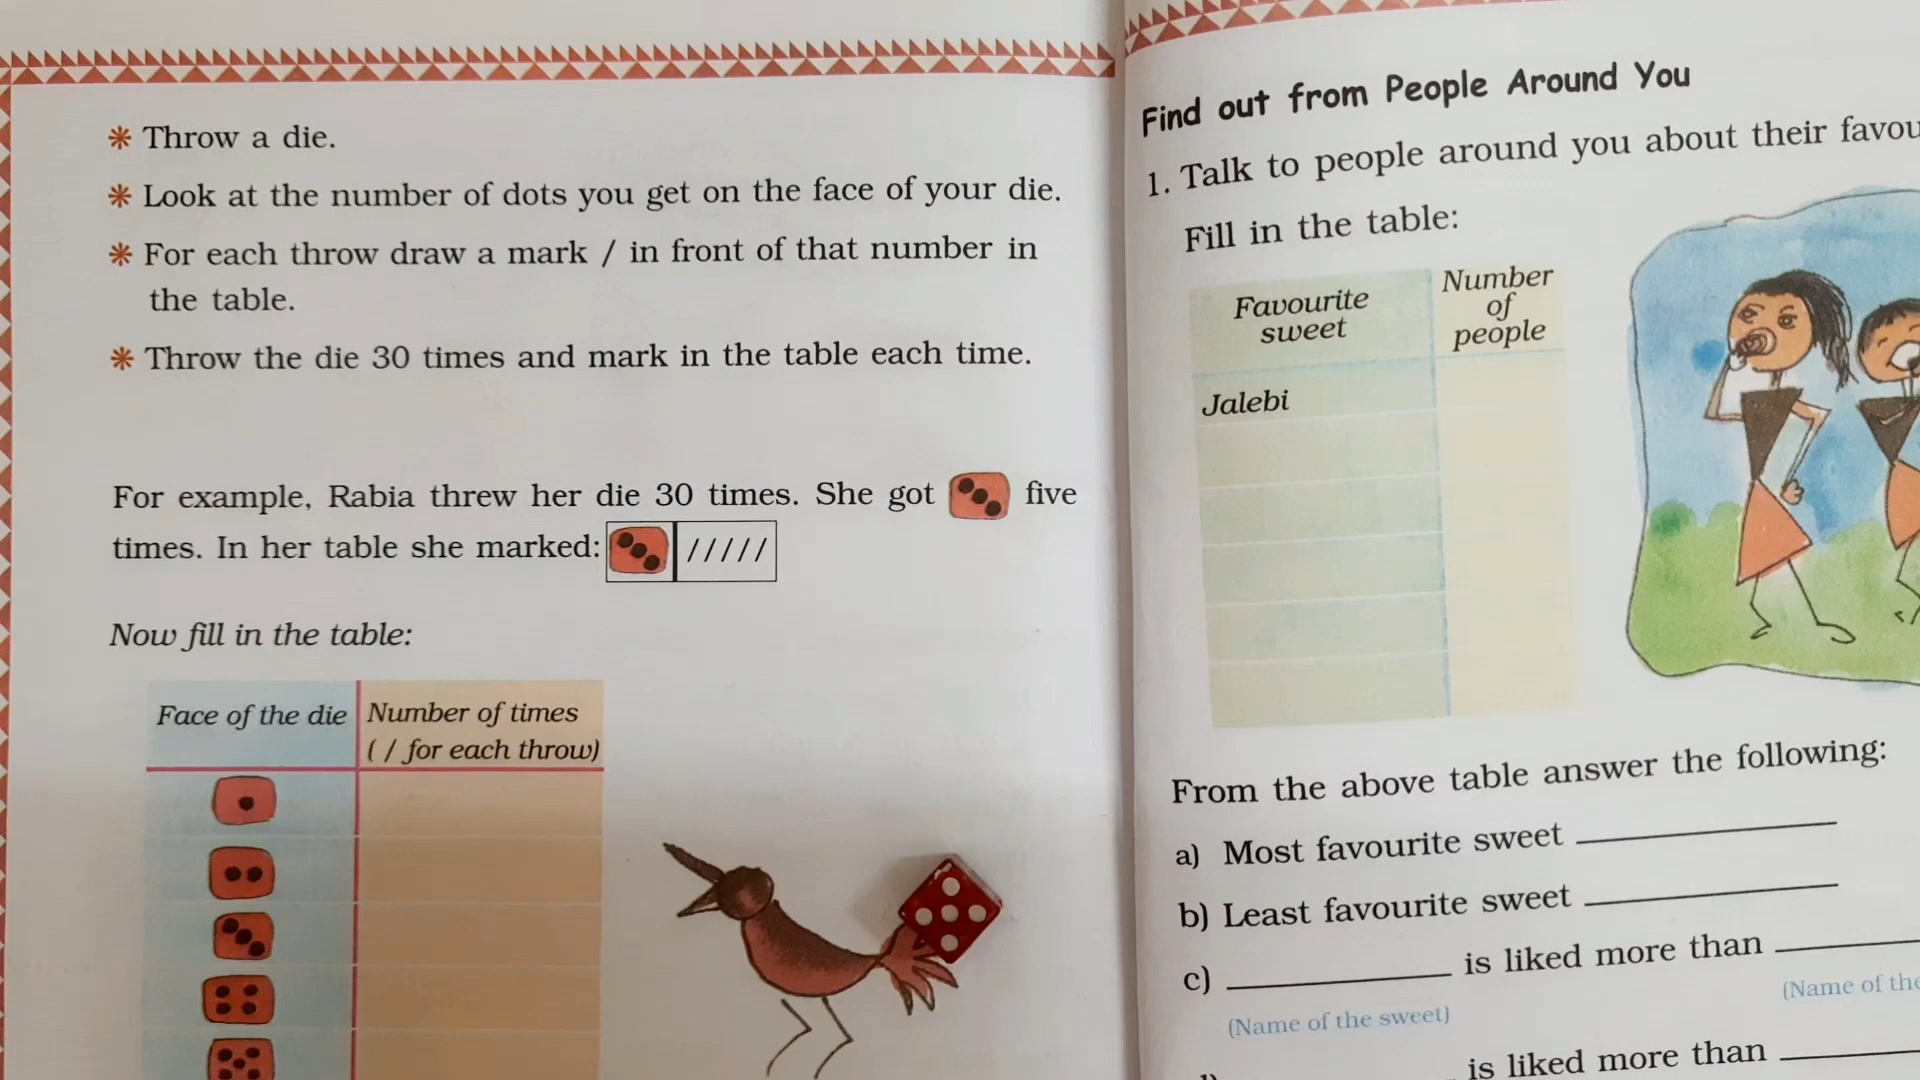 Throw a die.
Look at the number of dots you get on the face of your die.
For each throw draw a mark / in front of that number in
the table.
Throw the die 30 times and mark in the table each time.
For example, Rabia threw her die 30 times. She got five
times. In her table she marked: / / / / /
Now fill in the table:
Face of the die
Number of times
( / for each throw)
Find out from People Around You
1. Talk to people around you about their
Fill in the table:
Favourite
sweet
Number
of
people
Jalebi
From the above table answer the following:
a) Most favourite sweet
b) Least favourite sweet
c) is liked more than
(Name of the sweet)
(Name of
is liked more than